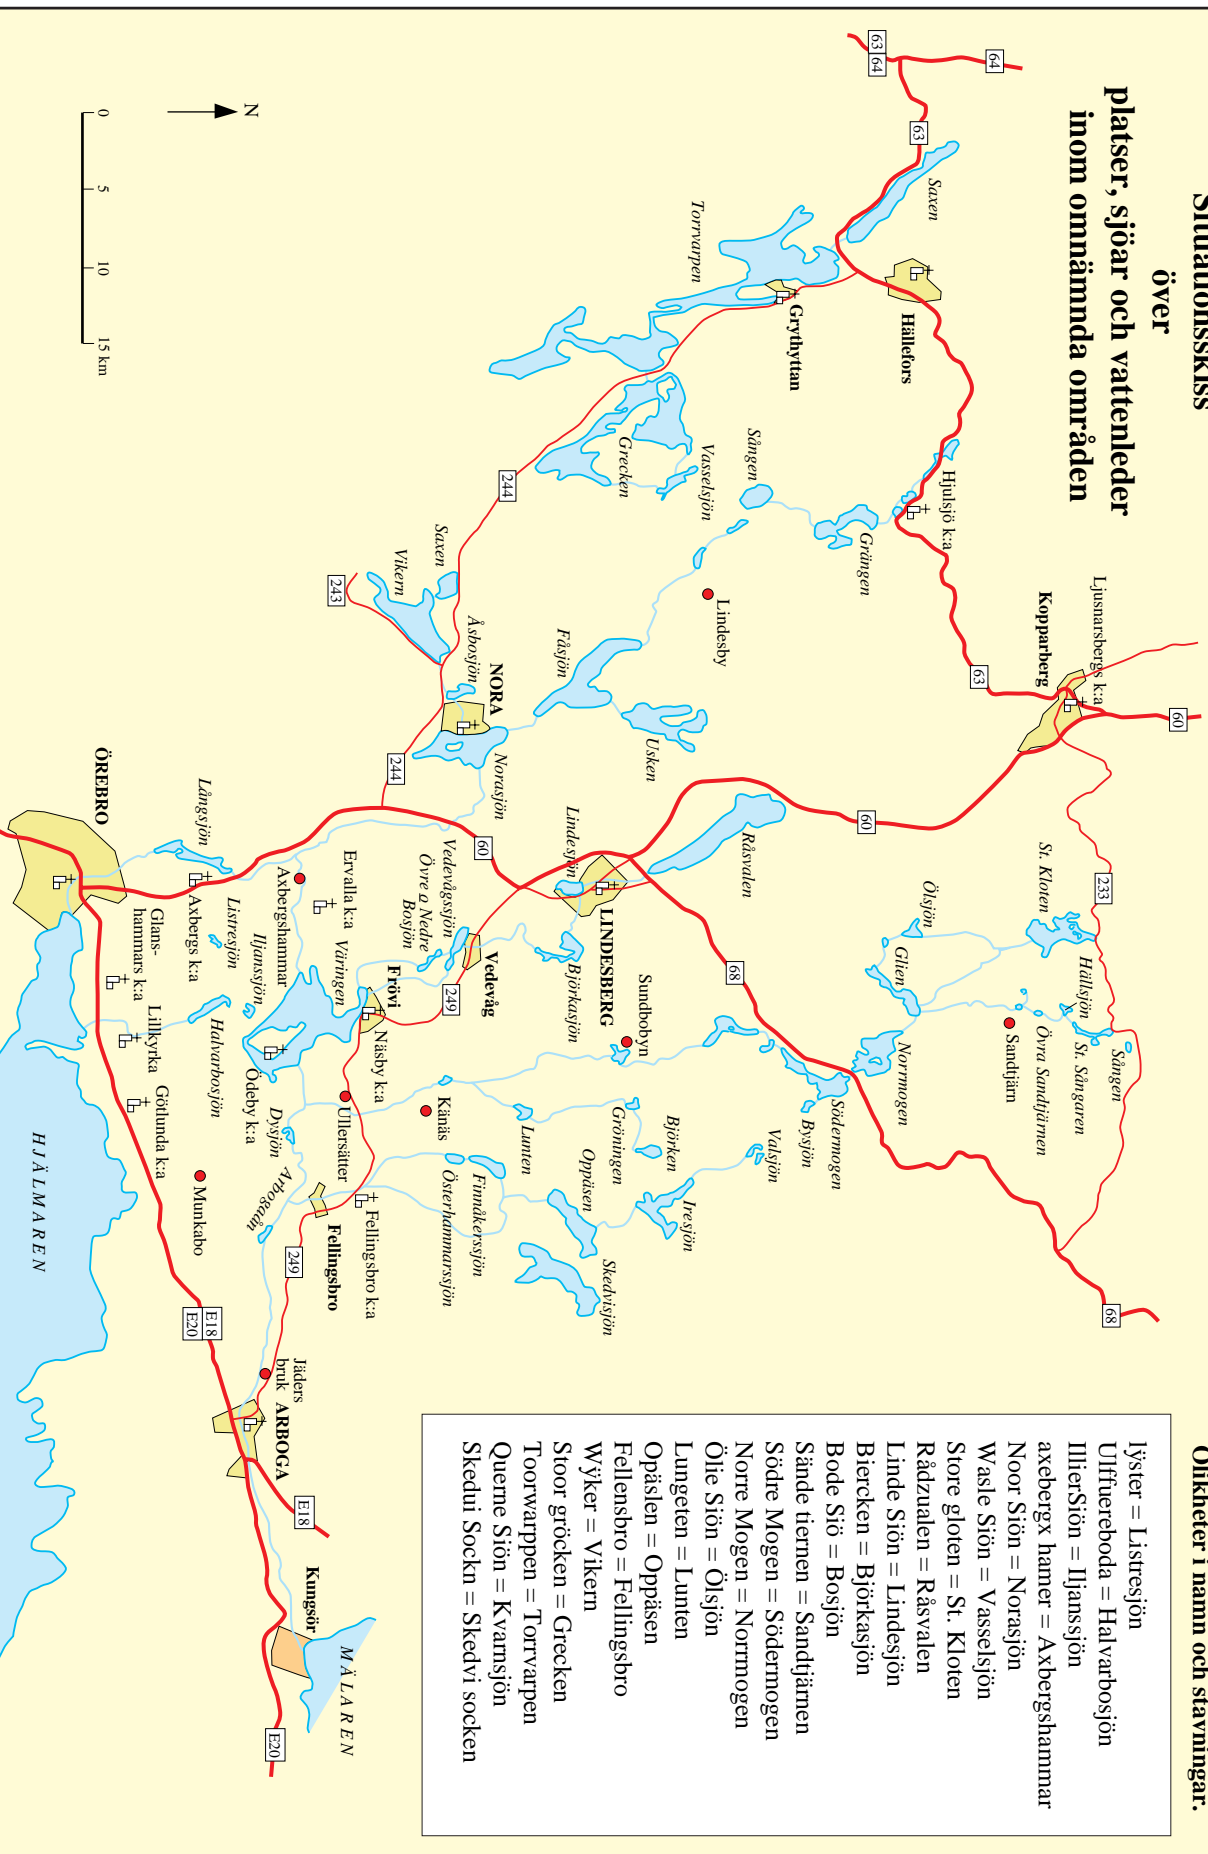 Situationsskiss
över
platser, sjöar och vattenleder
inom omnämnda områden
Olikheter i namn och stavningar.
lÿster = Listresjön
Ulffuereboda = Halvarbosjön
IllierSiön = Iljanssjön
axebergx hamer = Axbergshammar
Noor Siön = Norasjön
Wasle Siön = Vasselsjön
Store gloten = St. Kloten
Rådzualen = Råsvalen
Linde Siön = Lindesjön
Biercken = Björkasjön
Bode Siö = Bosjön
Sände tiernen = Sandtjärnen
Södre Mogen = Södermogen
Norre Mogen = Norrmogen
Ölie Siön = Ölsjön
Lungeten = Lunten
Opäslen = Oppäsen
Fellensbro = Fellingsbro
Wÿker = Vikern
Stoor gröcken = Grecken
Toorwarppen = Torrvarpen
Querne Siön = Kvarnsjön
Skedui Sockn = Skedvi socken
63
64
64
63
Saxen
Hällefors
Torrvarpen
Grythyttan
Hjulsjö k:a
Sången
Vasselsjön
Grecken
Grängen
244
Ljusnarsbergs k:a
Kopparberg
63
60
Lindesby
Saxen
Vikern
243
Åsbosjön
NORA
Fåsjön
Usken
Norasjön
244
60
60
233
Råsvalen
Lindesjön
LINDESBERG
St. Kloten
Ölsjön
Glien
Hällsjön
Sången
St. Sångaren
Övra Sandtjärnen
Sandtjärn
68
Norrmogen
Södermogen
Bysjön
Valsjön
Sundbobyn
Björkasjön
Vedevåg
Vedevågssjön
Övre o Nedre
Bosjön
249
Frövi
Näsby k:a
Väringen
Ervalla k:a
Axbergshammar
ÖREBRO
Långsjön
Axbergs k:a
Listresjön
Iljanssjön
Glans-
hammars k:a
Halvarbosjön
Lillkyrka
Götlunda k:a
Ödeby k:a
Dysjön
Ullersätter
Känäs
Lunten
Gröningen
Björken
Iresjön
Oppäsen
Skedvisjön
Finnåkerssjön
Österhammarssjön
Fellingsbro k:a
Fellingsbro
Arbogaån
Munkabo
249
68
HJÄLMAREN
E18
E20
Jäders
bruk
ARBOGA
E18
Kungsör
MÄLAREN
E20
N
0
5
10
15 km